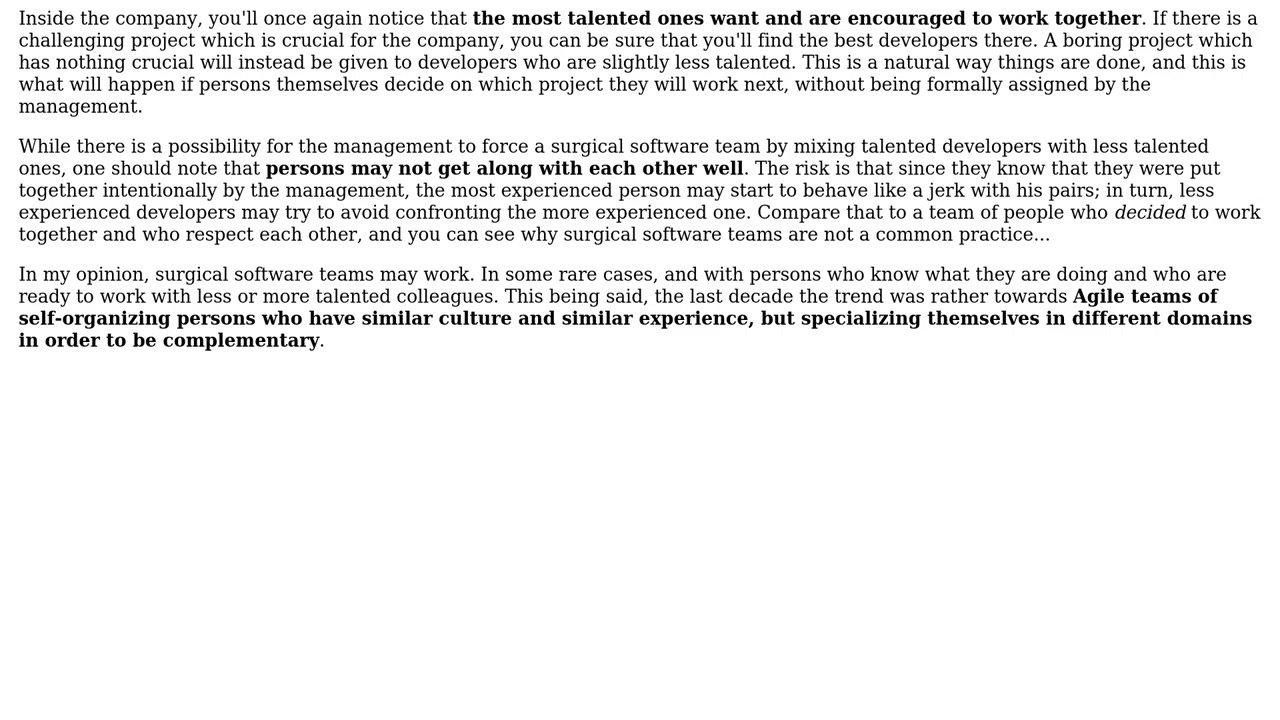 Inside the company, you'll once again notice that the most talented ones want and are encouraged to work together. If there is a
challenging project which is crucial for the company, you can be sure that you'll find the best developers there. A boring project which
has nothing crucial will instead be given to developers who are slightly less talented. This is a natural way things are done, and this is
what will happen if persons themselves decide on which project they will work next, without being formally assigned by the
management.
While there is a possibility for the management to force a surgical software team by mixing talented developers with less talented
ones, one should note that persons may not get along with each other well. The risk is that since they know that they were put
together intentionally by the management, the most experienced person may start to behave like a jerk with his pairs; in turn, less
experienced developers may try to avoid confronting the more experienced one. Compare that to a team of people who decided to work
together and who respect each other, and you can see why surgical software teams are not a common practice...
In my opinion, surgical software teams may work. In some rare cases, and with persons who know what they are doing and who are
ready to work with less or more talented colleagues. This being said, the last decade the trend was rather towards Agile teams of
self-organizing persons who have similar culture and similar experience, but specializing themselves in different domains
in order to be complementary.